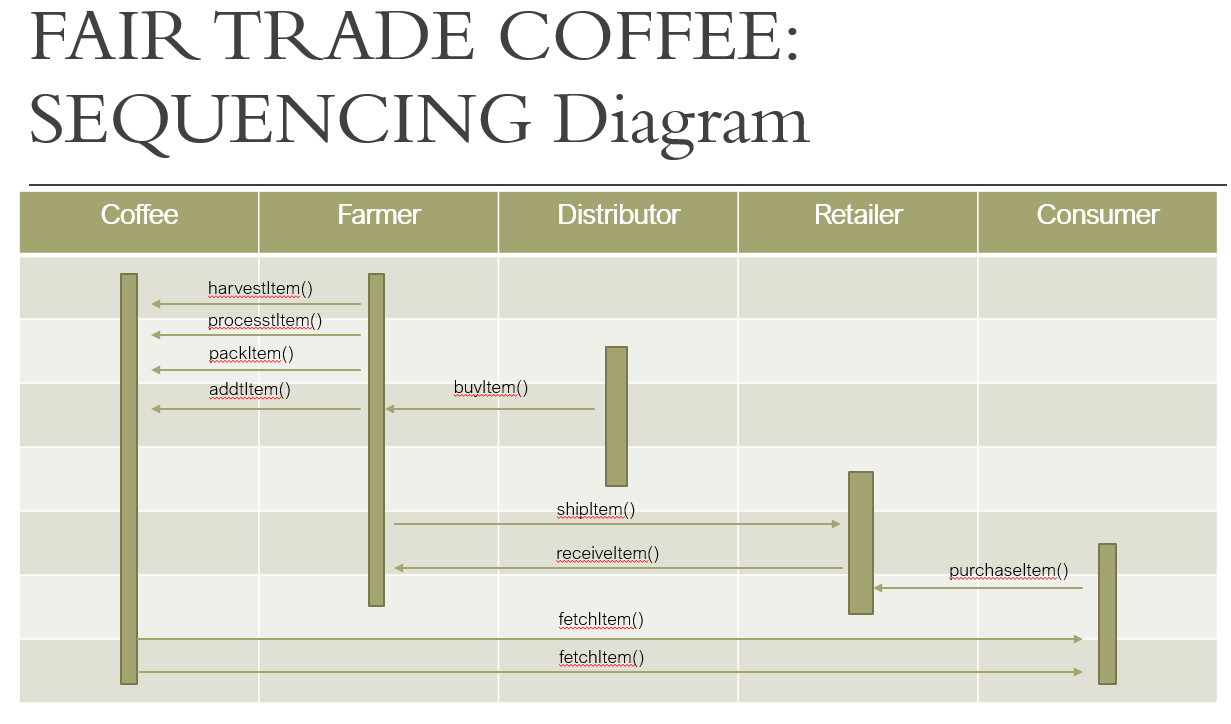 FAIR TRADE COFFEE:
SEQUENCING Diagram
Coffee Farmer Distributor Retailer Consumer
harvestItem()
processtItem()
packItem()
addtItem() buyItem()
shipItem()
receiveItem()
purchaseItem()
fetchItem()
fetchItem()